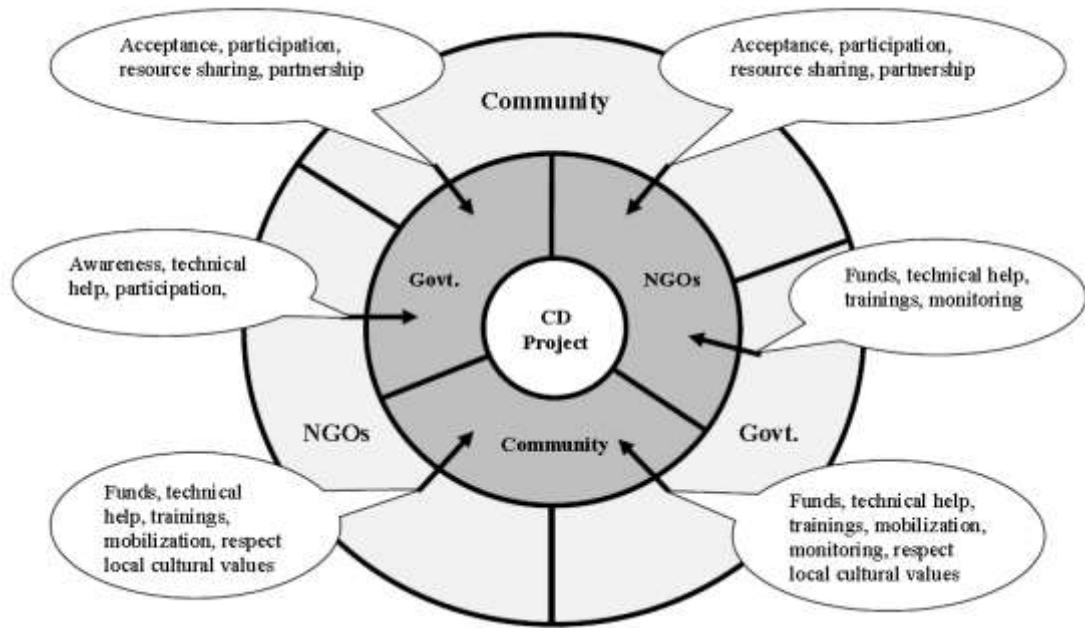 Acceptance, participation,
resource sharing, partnership
Acceptance, participation,
resource sharing, partnership
Community
Awareness, technical
help, participation,
Govt.
NGOs
Funds, technical help,
trainings, monitoring
CD
Project
NGOs
Community
Govt.
Funds, technical
help, trainings,
mobilization, respect
local cultural values
Funds, technical help,
trainings, mobilization,
monitoring, respect
local cultural values